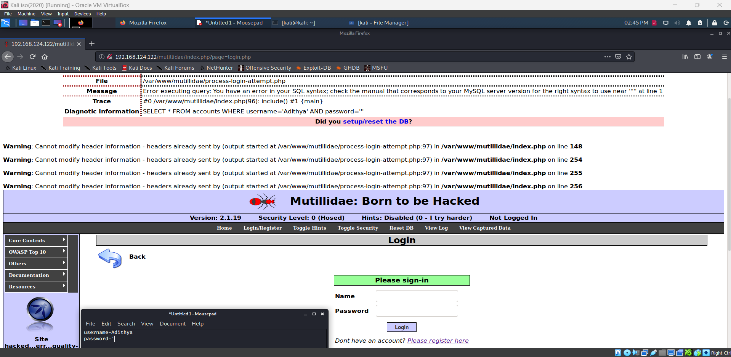 Kali-Iso(2020) [Running] - Oracle VM VirtualBox
File Machine View Input Devices Help
Mozilla Firefox
*Untitled1 - Mousepad
[kali@kali: ~]
[kali - File Manager]
02:45 PM
Mozilla Firefox
192.168.124.122/mutillid
192.168.124.122/mutillidae/index.php?page=login.php
Kali Linux
Kali Training
Kali Tools
Kali Docs
Kali Forums
NetHunter
Offensive Security
Exploit-DB
GHDB
MSFU
File /var/www/mutillidae/process-login-attempt.php
Message Error executing query: You have an error in your SQL syntax; check the manual that corresponds to your MySQL server version for the right syntax to use near ''''' at line 1
Trace #0 /var/www/mutillidae/index.php(96): include() #1 {main}
Diagnotic Information SELECT * FROM accounts WHERE username='Adithya' AND password='''
Did you setup/reset the DB?
Warning: Cannot modify header information - headers already sent by (output started at /var/www/mutillidae/process-login-attempt.php:97) in /var/www/mutillidae/index.php on line 148
Warning: Cannot modify header information - headers already sent by (output started at /var/www/mutillidae/process-login-attempt.php:97) in /var/www/mutillidae/index.php on line 254
Warning: Cannot modify header information - headers already sent by (output started at /var/www/mutillidae/process-login-attempt.php:97) in /var/www/mutillidae/index.php on line 255
Warning: Cannot modify header information - headers already sent by (output started at /var/www/mutillidae/process-login-attempt.php:97) in /var/www/mutillidae/index.php on line 256
Mutillidae: Born to be Hacked
Version: 2.1.19 Security Level: 0 (Hosed) Hints: Disabled (0 - I try harder) Not Logged In
Home Login/Register Toggle Hints Toggle Security Reset DB View Log View Captured Data
Core Controls
OWASP Top 10
Others
Documentation
Resources
Site
hacked...err...quality-
Login
Back
Please sign-in
Name
Password
Login
Dont have an account? Please register here
*Untitled1 - Mousepad
File Edit Search View Document Help
username=Adithya
password='
Right Ctrl